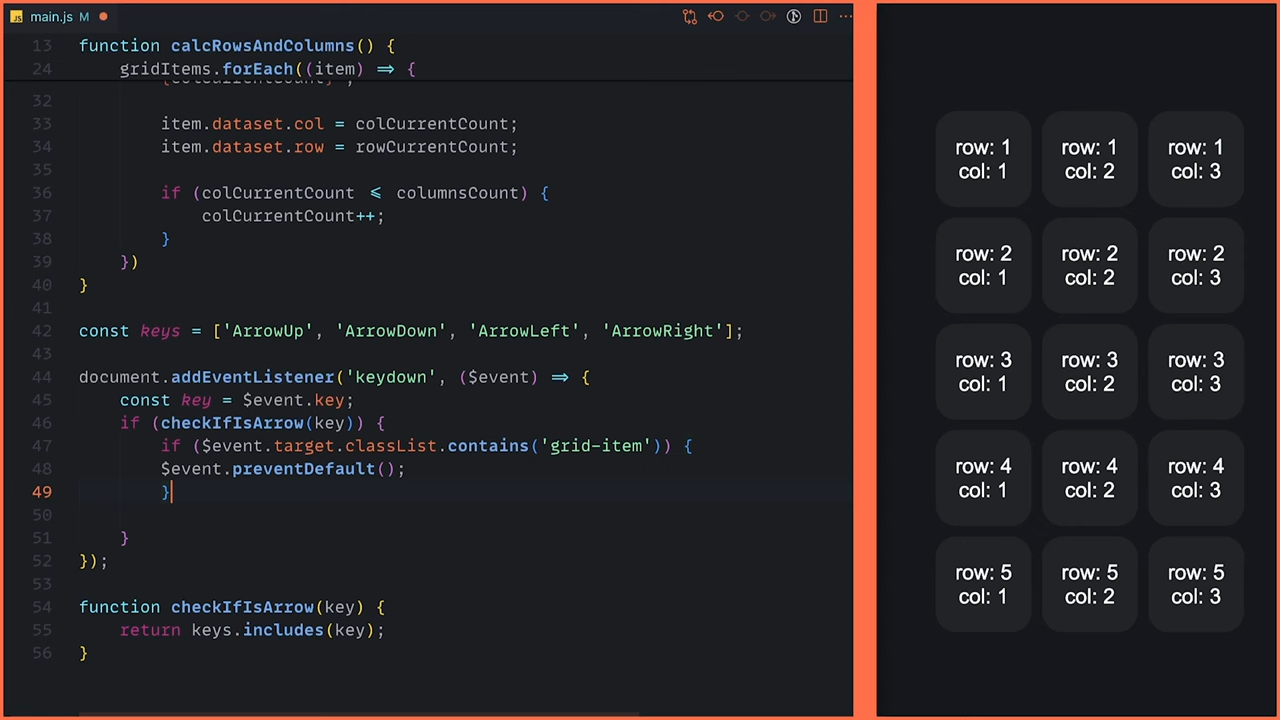 JS main.js M
13 function calcRowsAndColumns() {
24 gridItems.forEach((item) ⇒ {
32
33 item.dataset.col = colCurrentCount;
34 item.dataset.row = rowCurrentCount;
35
36 if (colCurrentCount ⩽ columnsCount) {
37 colCurrentCount++;
38 }
39 })
40 }
41
42 const keys = ['ArrowUp', 'ArrowDown', 'ArrowLeft', 'ArrowRight'];
43
44 document.addEventListener('keydown', ($event) ⇒ {
45 const key = $event.key;
46 if (checkIfIsArrow(key)) {
47 if ($event.target.classList.contains('grid-item')) {
48 $event.preventDefault();
49 }
50
51 }
52 });
53
54 function checkIfIsArrow(key) {
55 return keys.includes(key);
56 }
row: 1
col: 1
row: 1
col: 2
row: 1
col: 3
row: 2
col: 1
row: 2
col: 2
row: 2
col: 3
row: 3
col: 1
row: 3
col: 2
row: 3
col: 3
row: 4
col: 1
row: 4
col: 2
row: 4
col: 3
row: 5
col: 1
row: 5
col: 2
row: 5
col: 3